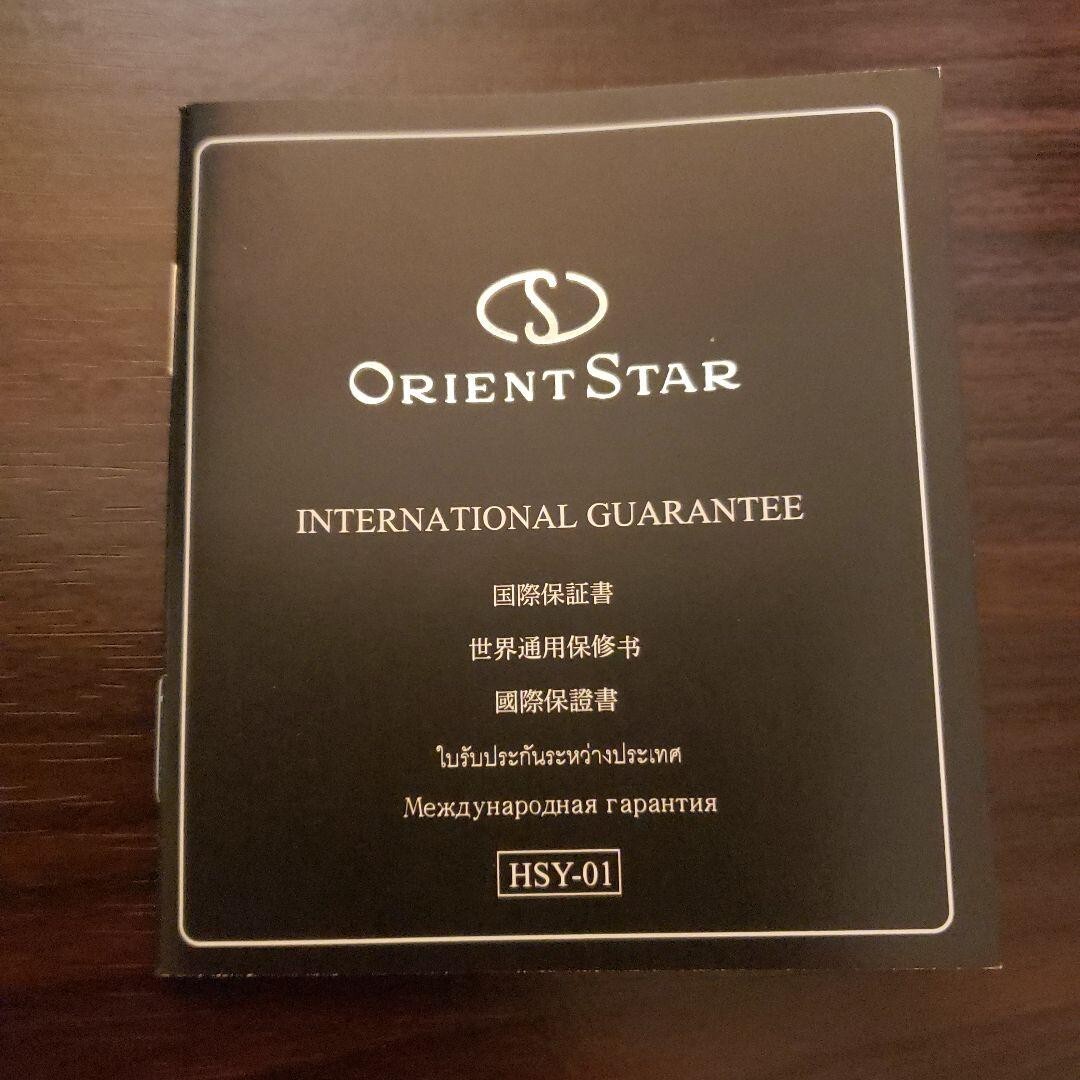 ORIENT STAR
INTERNATIONAL GUARANTEE
国際保証書
世界通用保修书
國際保證書
ใบรับประกันระหว่างประเทศ
Международная гарантия
HSY-01